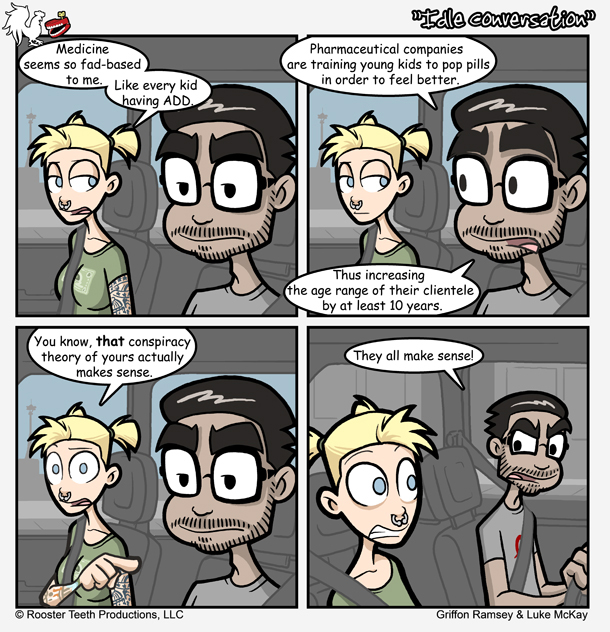 "Idle conversation"
Medicine
seems so fad-based
to me.
Like every kid
having ADD.
Pharmaceutical companies
are training young kids to pop pills
in order to feel better.
Thus increasing
the age range of their clientele
by at least 10 years.
You know, that conspiracy
theory of yours actually
makes sense.
They all make sense!
© Rooster Teeth Productions, LLC
Griffon Ramsey & Luke McKay